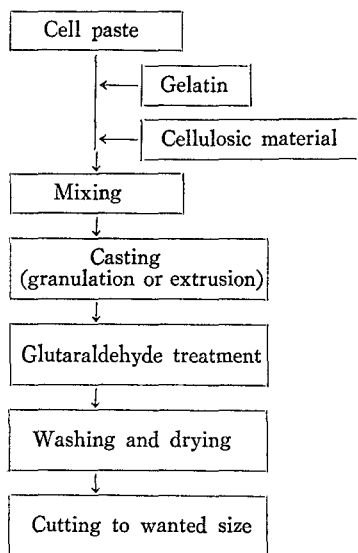 Cell paste
Gelatin
Cellulosic material
Mixing
Casting
(granulation or extrusion)
Glutaraldehyde treatment
Washing and drying
Cutting to wanted size